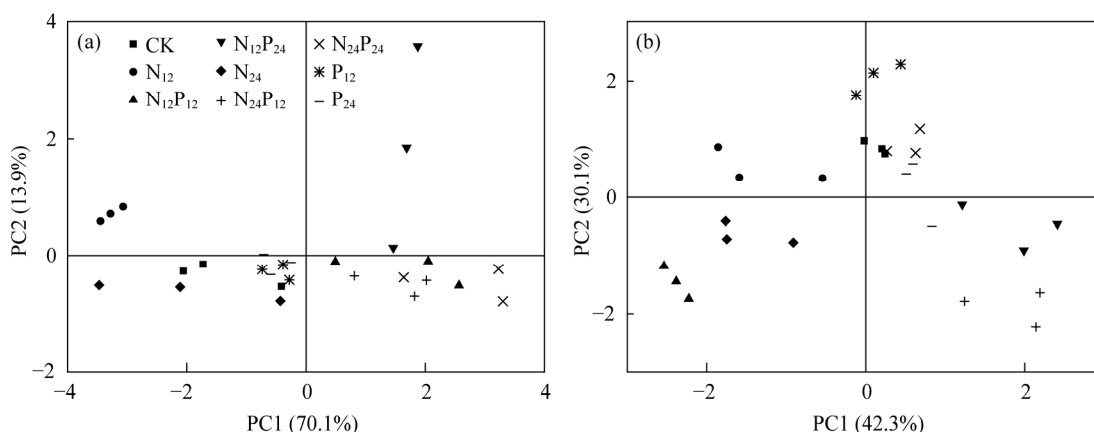 (a)
CK
N₁₂
N₁₂P₁₂
N₁₂P₂₄
N₂₄
N₂₄P₁₂
N₂₄P₂₄
P₁₂
P₂₄
4
2
0
−2
−4
−2
0
2
4
PC2 (13.9%)
PC1 (70.1%)
(b)
2
0
−2
−2
0
2
PC2 (30.1%)
PC1 (42.3%)